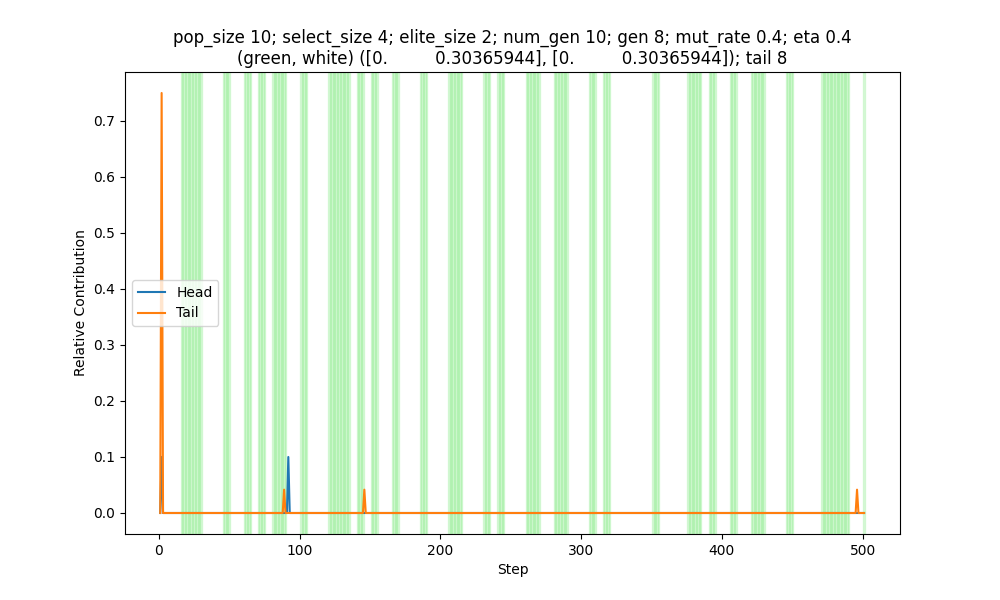 pop_size 10; select_size 4; elite_size 2; num_gen 10; gen 8; mut_rate 0.4; eta 0.4
(green, white) ([0.         0.30365944], [0.         0.30365944]); tail 8
0.7
0.6
0.5
0.4
0.3
0.2
0.1
0.0
Relative Contribution
Head
Tail
0 100 200 300 400 500
Step